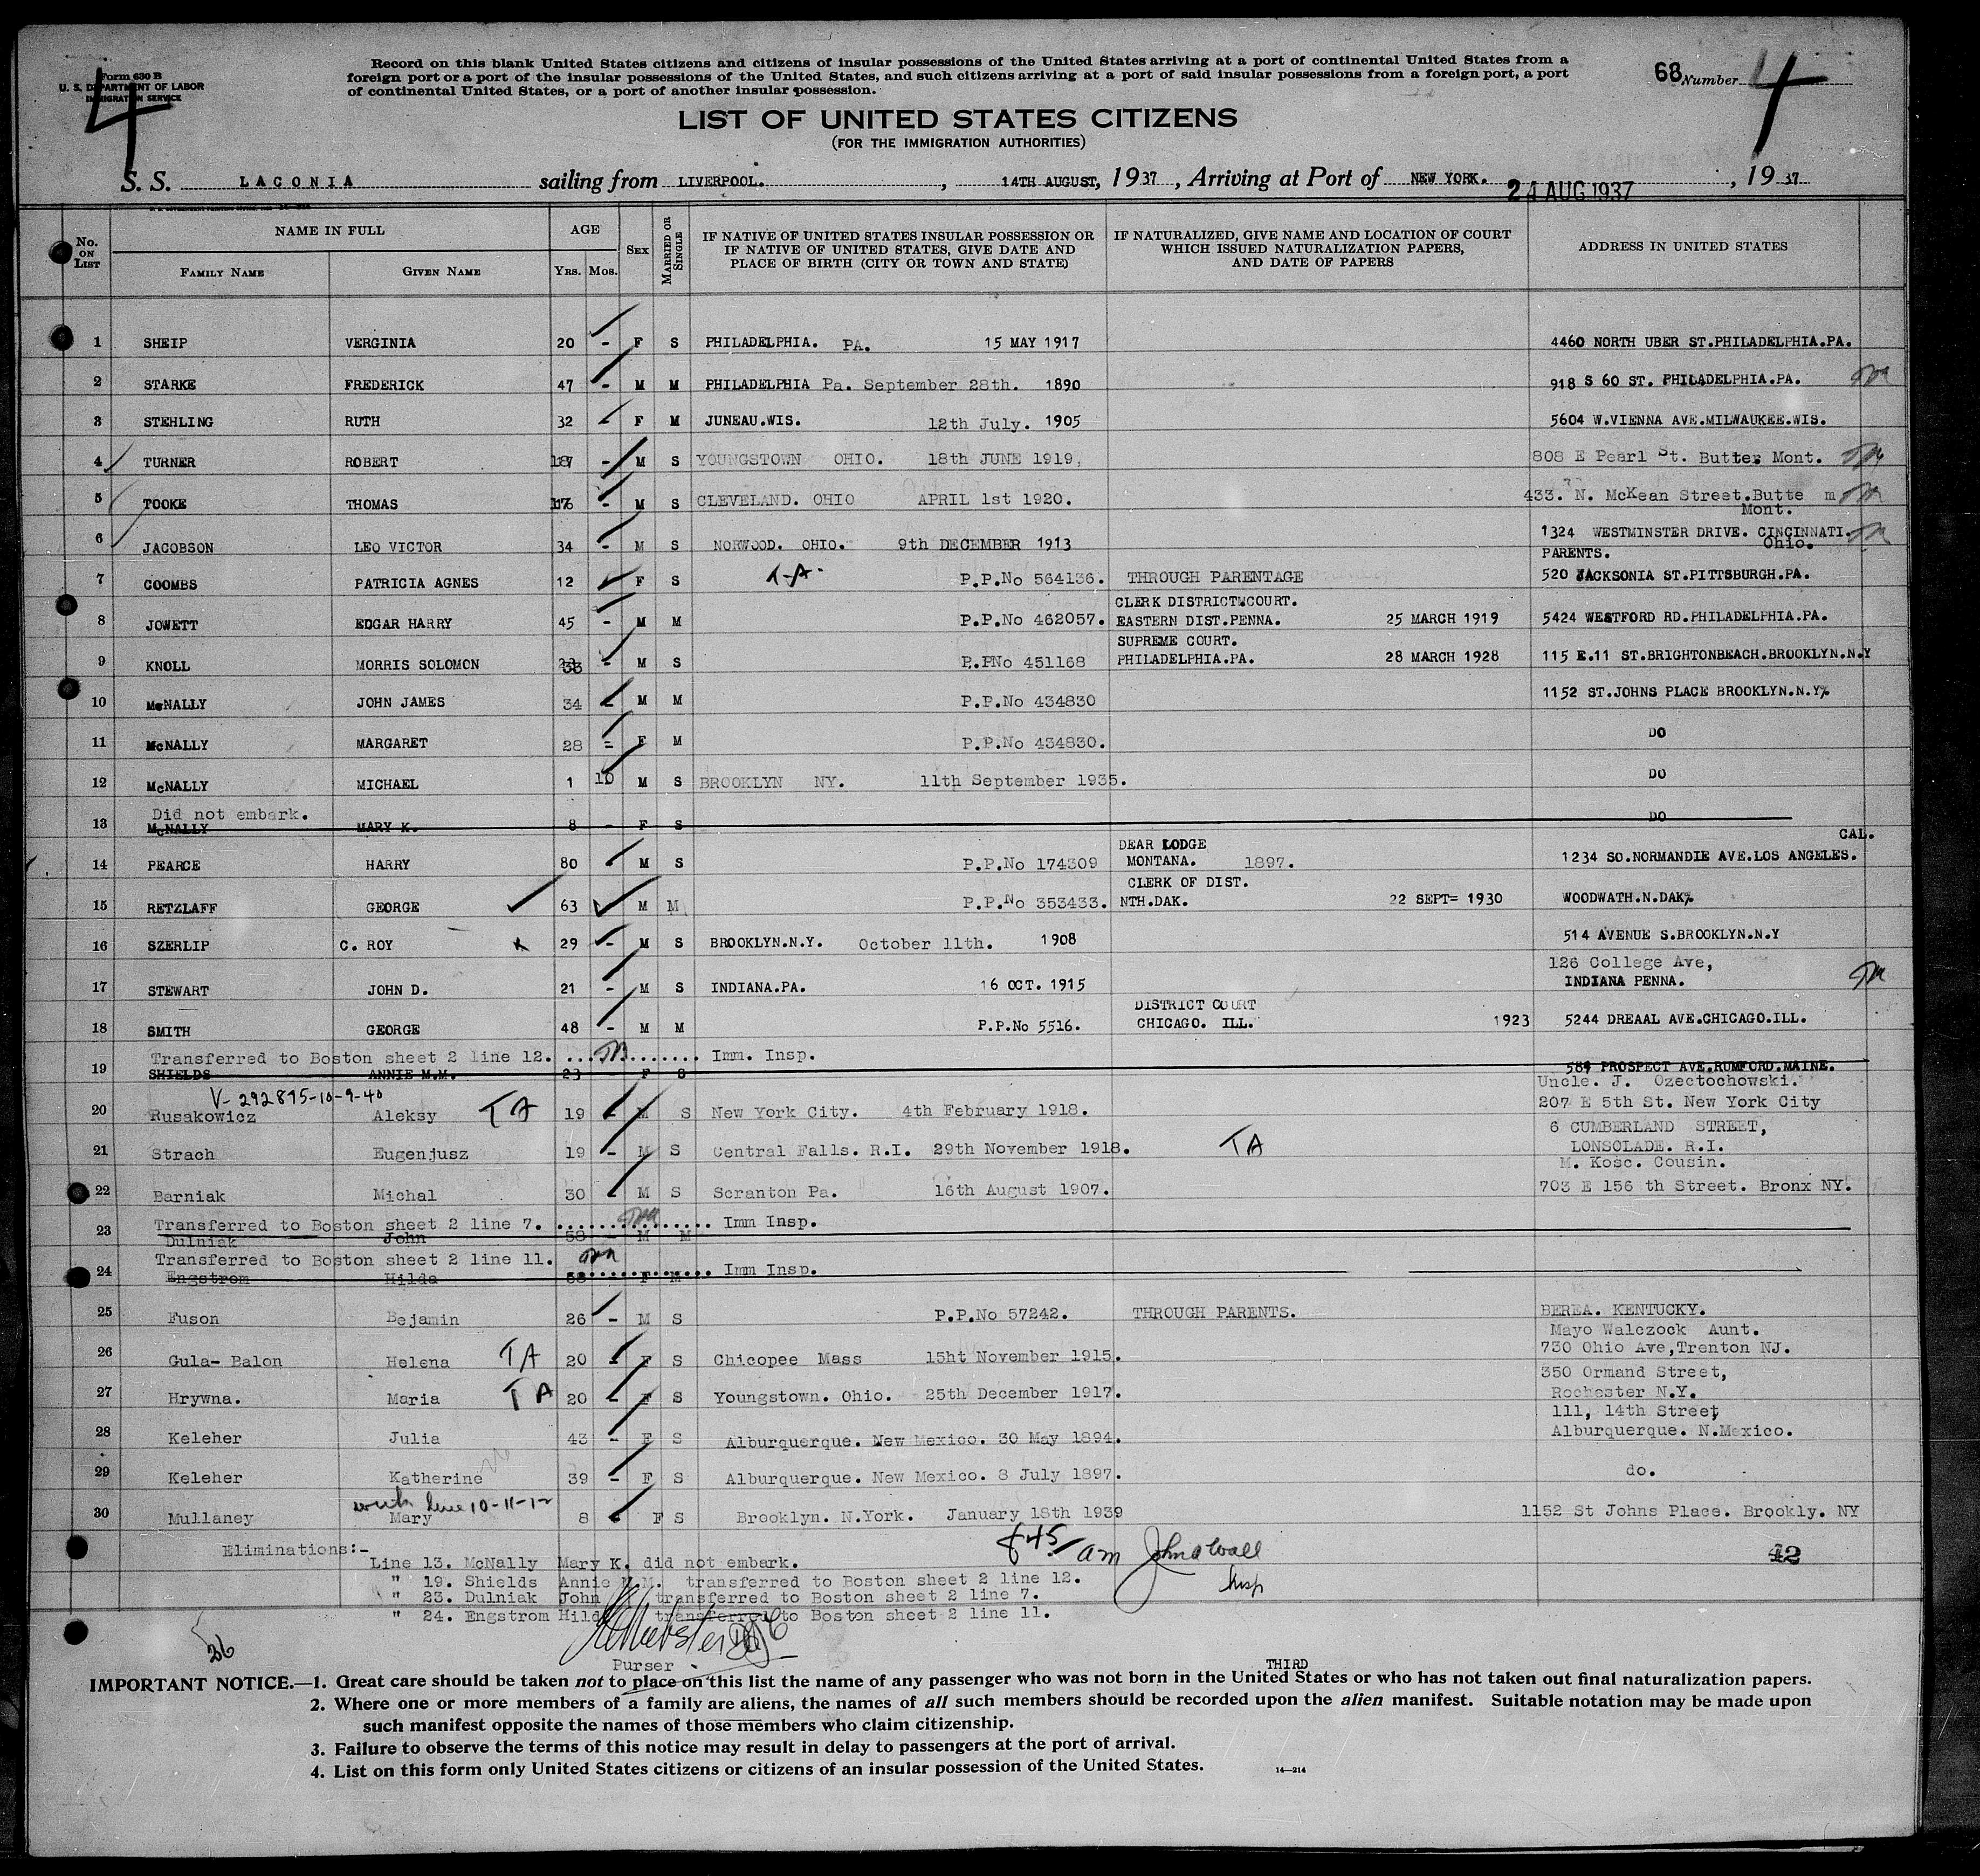 Form 630 B
U. S. DEPARTMENT OF LABOR
IMMIGRATION SERVICE
4
Record on this blank United States citizens and citizens of insular possessions of the United States arriving at a port of continental United States from a
foreign port or a port of the insular possessions of the United States, and such citizens arriving at a port of said insular possessions from a foreign port, a port
of continental United States, or a port of another insular possession.
68 Number 4
LIST OF UNITED STATES CITIZENS
(FOR THE IMMIGRATION AUTHORITIES)
S. S. LACONIA sailing from LIVERPOOL. , 14TH AUGUST, 1937 , Arriving at Port of NEW YORK. 24 AUG 1937 , 1937
No. ON LIST NAME IN FULL FAMILY NAME GIVEN NAME AGE YRS. MOS. SEX MARRIED OR SINGLE IF NATIVE OF UNITED STATES INSULAR POSSESSION OR IF NATIVE OF UNITED STATES, GIVE DATE AND PLACE OF BIRTH (CITY OR TOWN AND STATE) IF NATURALIZED, GIVE NAME AND LOCATION OF COURT WHICH ISSUED NATURALIZATION PAPERS, AND DATE OF PAPERS ADDRESS IN UNITED STATES
1 SHEIP VERGINIA 20 - F S PHILADELPHIA. PA. 15 MAY 1917 4460 NORTH UBER ST.PHILADELPHIA.PA.
2 STARKE FREDERICK 47 - M M PHILADELPHIA Pa. September 28th. 1890 918 S 60 ST. PHILADELPHIA.PA.
3 STEHLING RUTH 32 - F M JUNEAU.WIS. 12th July. 1905 5604 W.VIENNA AVE.MILWAUKEE.WIS.
4 TURNER ROBERT - M S YOUNGSTOWN OHIO. 18th JUNE 1919, 808 E Pearl St. Butte. Mont.
5 TOOKE THOMAS - M S CLEVELAND. OHIO APRIL 1st 1920. 433. N. McKean Street.Butte m
Mont.
6 JACOBSON LEO VICTOR 34 - M S NORWOOD. OHIO. 9th DECEMBER 1913 1324 WESTMINSTER DRIVE. CINCINNATI.
Ohio.
PARENTS.
7 COOMBS PATRICIA AGNES 12 - F S T-A- P.P.No 564136. THROUGH PARENTAGE 520 JACKSONIA ST.PITTSBURGH.PA.
CLERK DISTRICT.COURT.
8 JOWETT EDGAR HARRY 45 - M M P.P.No 462057. EASTERN DIST.PENNA. 25 MARCH 1919 5424 WESTFORD RD.PHILADELPHIA.PA.
SUPREME COURT.
9 KNOLL MORRIS SOLOMON 33 - M S P.PNo 451168 PHILADELPHIA.PA. 28 MARCH 1928 115 E.11 ST.BRIGHTONBEACH.BROOKLYN.N.Y
10 McNALLY JOHN JAMES 34 - M M P.P.No 434830 1152 ST.JOHNS PLACE BROOKLYN.N.Y.
11 McNALLY MARGARET 28 - F M P.P.No 434830. DO
12 McNALLY MICHAEL 1 10 M S BROOKLYN NY. 11th September 1935. DO
Did not embark.
13 McNALLY MARY K. 8 - F S DO
CAL.
DEAR LODGE
14 PEARCE HARRY 80 - M S P.P.No 174309 MONTANA. 1897. 1234 SO.NORMANDIE AVE.LOS ANGELES.
CLERK OF DIST.
15 RETZLAFF GEORGE 63 M M P.P.No 353433. NTH.DAK. 22 SEPT= 1930 WOODWATH.N.DAK.
16 SZERLIP C. ROY 29 - M S BROOKLYN.N.Y. October 11th. 1908 514 AVENUE S.BROOKLYN.N.Y
126 College Ave,
17 STEWART JOHN D. 21 - M S INDIANA.PA. 16 OCT. 1915 INDIANA PENNA.
DISTRICT COURT
18 SMITH GEORGE 48 - M M P.P.No 5516. CHICAGO. ILL. 1923 5244 DREAAL AVE.CHICAGO.ILL.
Transferred to Boston sheet 2 line 12. ............ Imm. Insp.
19 SHIELDS ANNIE M.M. 23 - F S 584 PROSPECT AVE.RUMFORD.MAINE.
Uncle. J. Ozectochowski.
V-292895-10-9-40
20 Rusakowicz Aleksy TA 19 - M S New York City. 4th February 1918. 207 E 5th St. New York City
6 CUMBERLAND STREET,
21 Strach Eugenjusz 19 - M S Central Falls. R.I. 29th November 1918. TA LONSOLADE. R.I.
M. Kosc. Cousin.
22 Barniak Michal 30 - M S Scranton Pa. 16th August 1907. 703 E 156 th Street. Bronx NY.
Transferred to Boston sheet 2 line 7. ............... Imm Insp.
23 Dulniak John 58 - M M
Transferred to Boston sheet 2 line 11. ............. Imm Insp.
24 Engstrom Hilda 58 F M
25 Fuson Bejamin 26 - M S P.P.No 57242. THROUGH PARENTS. BEREA. KENTUCKY.
Mayo Walczock Aunt.
26 Gula- Balon Helena TA 20 - F S Chicopee Mass 15ht November 1915. 730 Ohio Ave,Trenton NJ.
350 Ormand Street,
27 Hrywna. Maria TA 20 - F S Youngstown. Ohio. 25th December 1917. Rochester N.Y.
111, 14th Street,
28 Keleher Julia 43 - F S Alburquerque. New Mexico. 30 May 1894. Alburquerque. N.Mexico.
29 Keleher Katherine 39 - F S Alburquerque. New Mexico. 8 July 1897. do.
with line 10-11-12
30 Mullaney Mary 8 - F S Brooklyn. N.York. January 18th 1939 1152 St Johns Place. Brookly. NY
Eliminations:-
845 am John A Wall
Insp
42
Line 13. McNally Mary K. did not embark.
" 19. Shields Annie M.M. transferred to Boston sheet 2 line 12.
" 23. Dulniak John transferred to Boston sheet 2 line 7.
" 24. Engstrom Hild transferred to Boston sheet 2 line 11.
26
Purser
THIRD
IMPORTANT NOTICE.—1. Great care should be taken not to place on this list the name of any passenger who was not born in the United States or who has not taken out final naturalization papers.
2. Where one or more members of a family are aliens, the names of all such members should be recorded upon the alien manifest. Suitable notation may be made upon
such manifest opposite the names of those members who claim citizenship.
3. Failure to observe the terms of this notice may result in delay to passengers at the port of arrival.
4. List on this form only United States citizens or citizens of an insular possession of the United States.
14—214